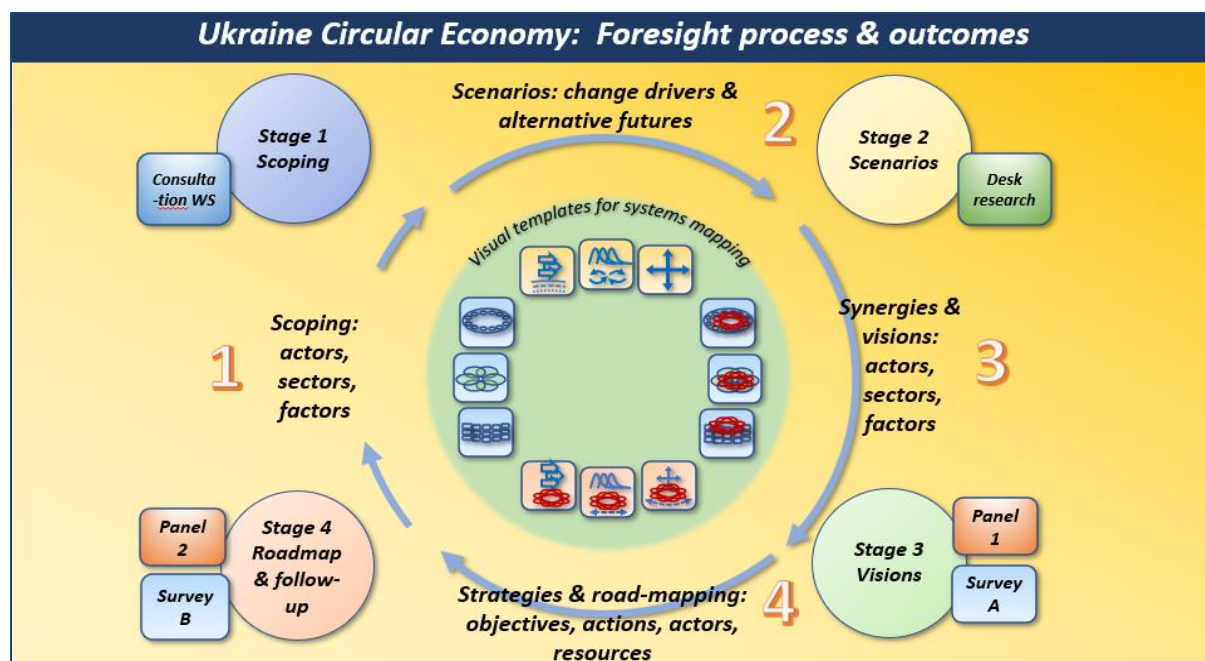 Ukraine Circular Economy: Foresight process & outcomes
Stage 1
Scoping
Consulta
-tion WS
Scenarios: change drivers &
alternative futures
2
Stage 2
Scenarios
Desk
research
Visual templates for systems mapping
1
Scoping:
actors,
sectors,
factors
Synergies &
visions:
actors,
sectors,
factors
3
Panel
2
Survey
B
Stage 4
Roadmap
& follow-
up
Strategies & road-mapping:
objectives, actions, actors,
resources
4
Stage 3
Visions
Panel
1
Survey
A